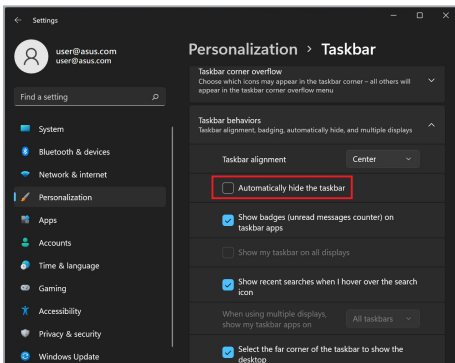 Settings
user@asus.com
user@asus.com
Find a setting
System
Bluetooth & devices
Network & internet
Personalization
Apps
Accounts
Time & language
Gaming
Accessibility
Privacy & security
Windows Update
Personalization > Taskbar
Taskbar corner overflow
Choose which icons may appear in the taskbar corner – all others will
appear in the taskbar corner overflow menu
Taskbar behaviors
Taskbar alignment, badging, automatically hide, and multiple displays
Taskbar alignment
Center
Automatically hide the taskbar
Show badges (unread messages counter) on
taskbar apps
Show my taskbar on all displays
Show recent searches when I hover over the search
icon
When using multiple displays,
show my taskbar apps on
All taskbars
Select the far corner of the taskbar to show the
desktop